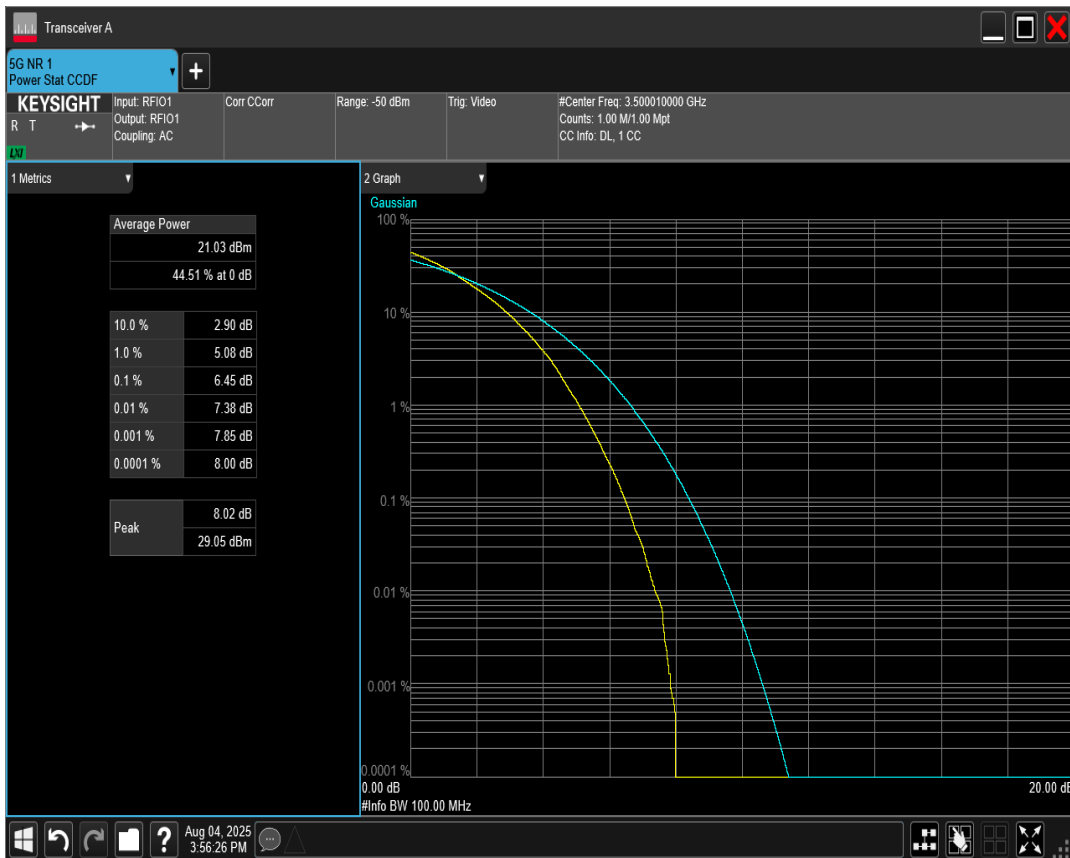 Transceiver A
5G NR 1
Power Stat CCDF
KEYSIGHT
R T
LXI
Input: RFIO1
Output: RFIO1
Coupling: AC
Corr CCorr
Range: -50 dBm
Trig: Video
#Center Freq: 3.500010000 GHz
Counts: 1.00 M/1.00 Mpt
CC Info: DL, 1 CC
1 Metrics
Average Power
21.03 dBm
44.51 % at 0 dB
10.0 % 2.90 dB
1.0 % 5.08 dB
0.1 % 6.45 dB
0.01 % 7.38 dB
0.001 % 7.85 dB
0.0001 % 8.00 dB
Peak
8.02 dB
29.05 dBm
2 Graph
Gaussian
100 %
10 %
1 %
0.1 %
0.01 %
0.001 %
0.0001 %
0.00 dB
20.00 dB
#Info BW 100.00 MHz
?
Aug 04, 2025
3:56:26 PM